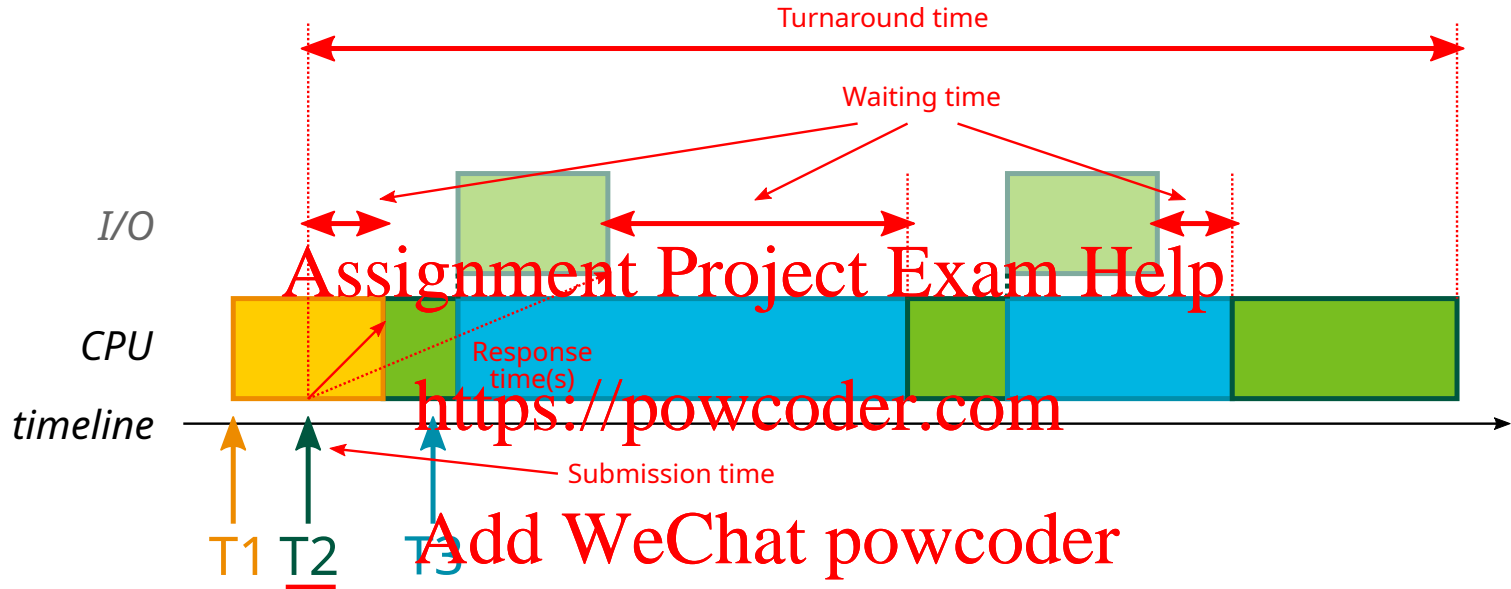 Turnaround time
Waiting time
I/O
Assignment Project Exam Help
CPU
Response
time(s)
https://powcoder.com
timeline
Submission time
T1 T2 T3
Add WeChat powcoder